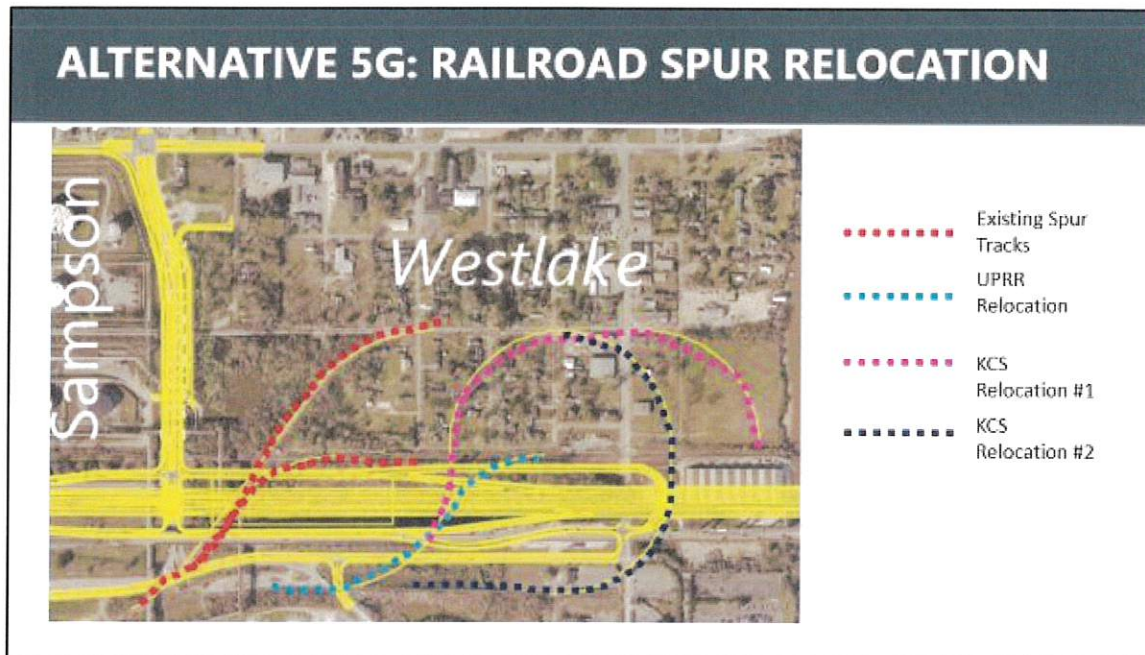 ALTERNATIVE 5G: RAILROAD SPUR RELOCATION
Sampson
Westlake
Existing Spur
Tracks
UPRR
Relocation
KCS
Relocation #1
KCS
Relocation #2